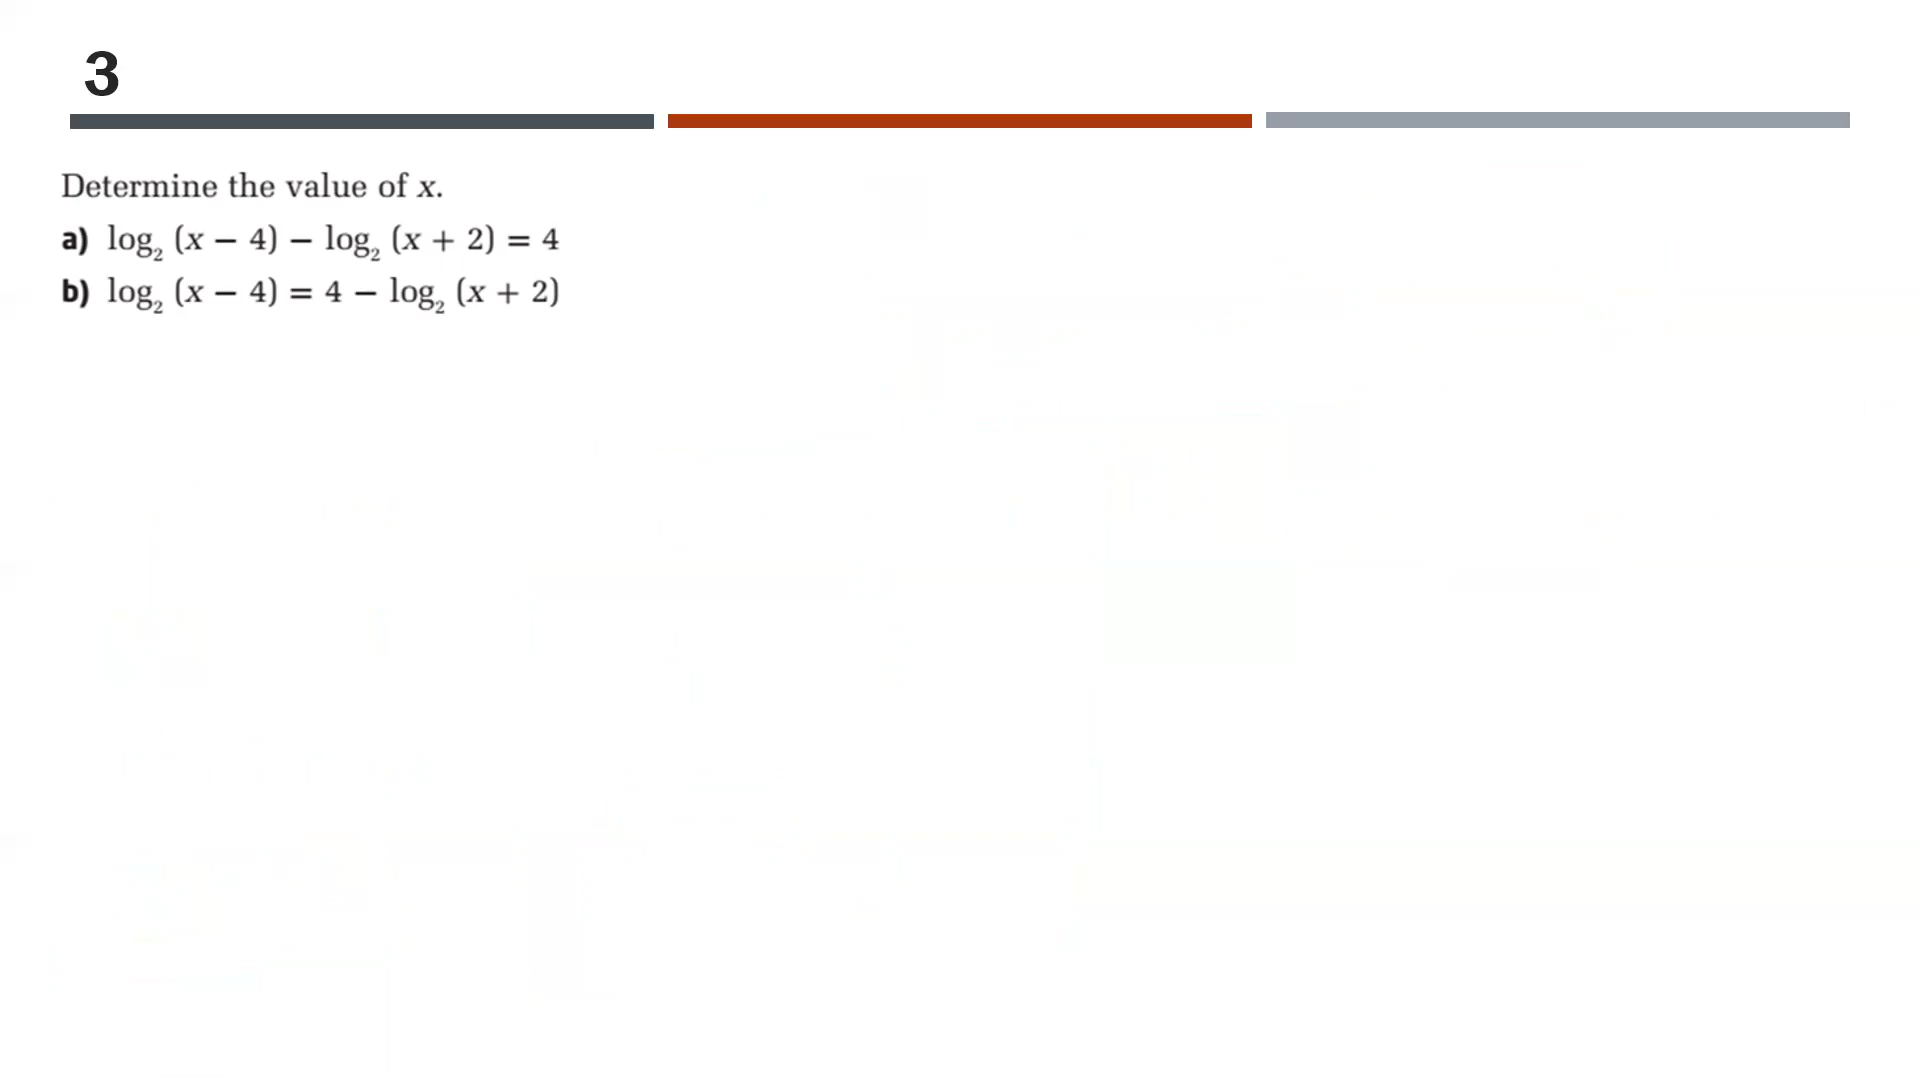 3
Determine the value of x.
a) log₂ (x − 4) − log₂ (x + 2) = 4
b) log₂ (x − 4) = 4 − log₂ (x + 2)